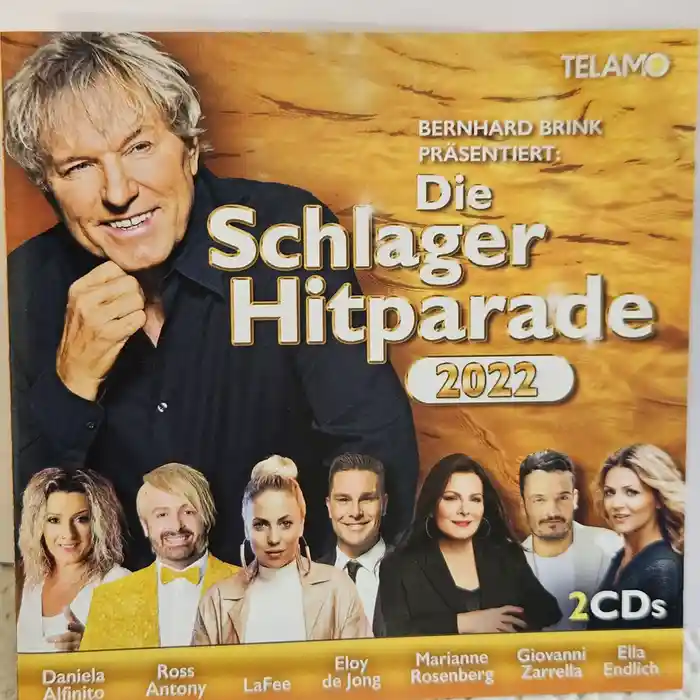 TELAMO
BERNHARD BRINK
PRÄSENTIERT:
Die
Schlager
Hitparade
2022
2CDs
Daniela
Alfinito
Ross
Antony
LaFee
Eloy
de Jong
Marianne
Rosenberg
Giovanni
Zarrella
Ella
Endlich